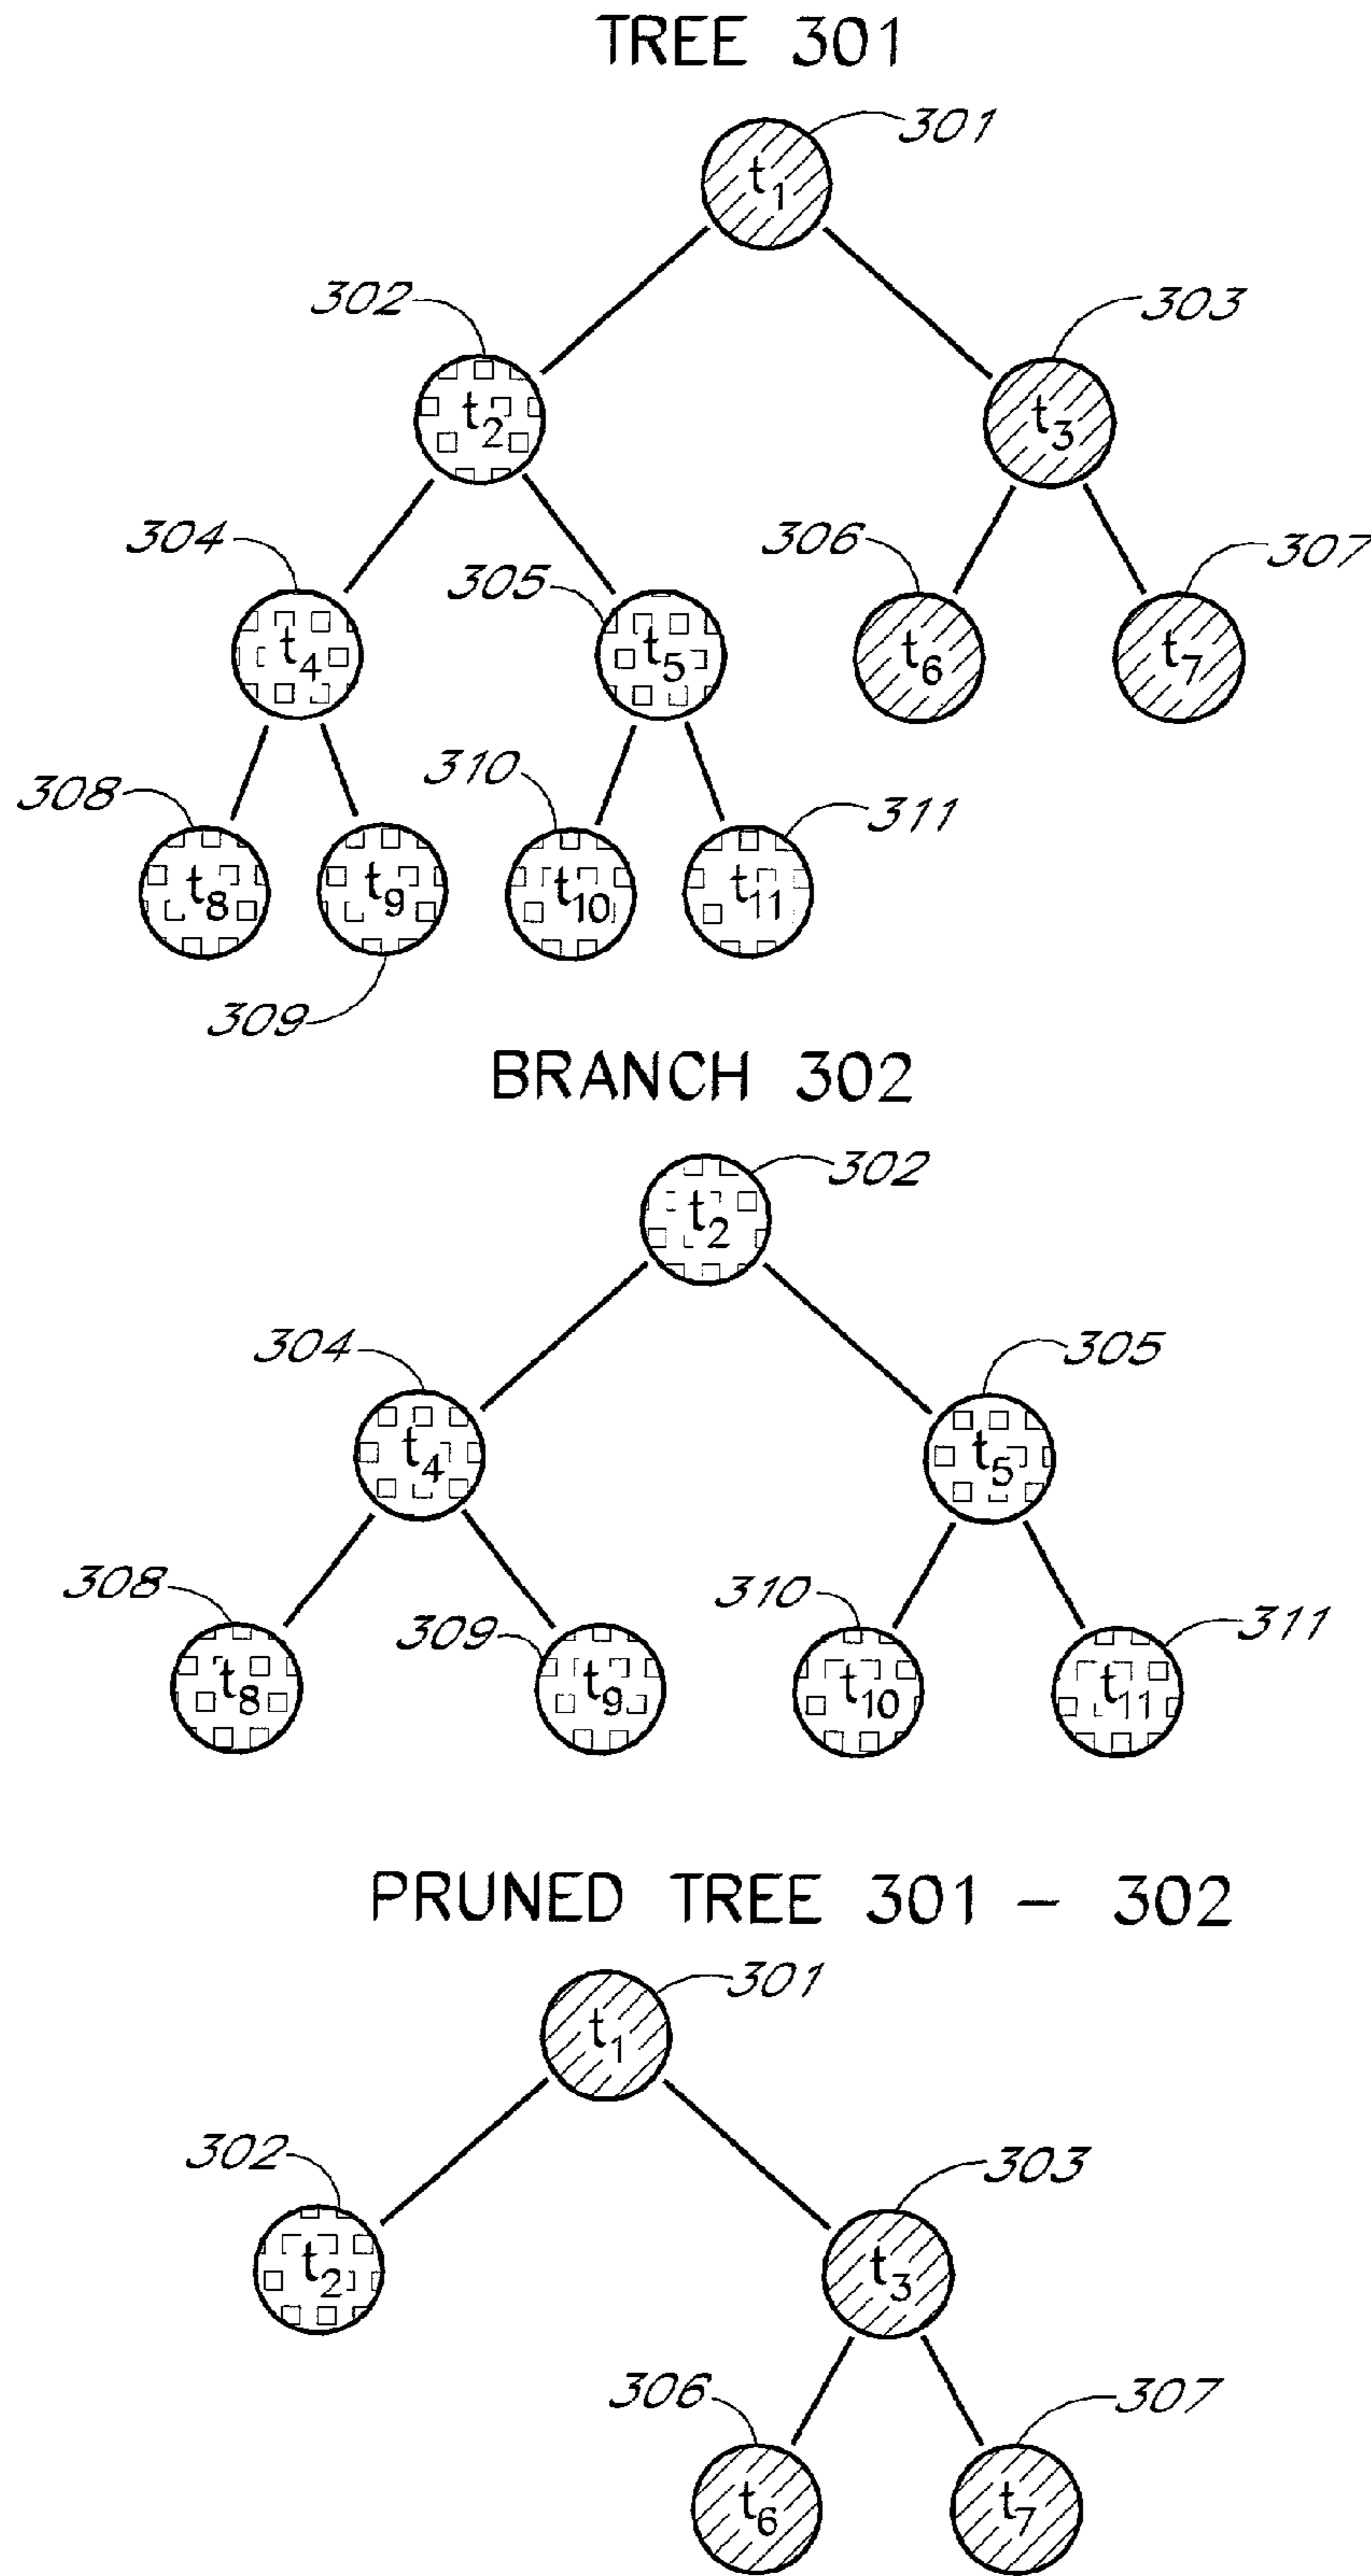 TREE 301
301
t1
302
303
t2
t3
304
305
306
307
t4
t5
t6
t7
308
310
311
t8
t9
t10
t11
309
BRANCH 302
302
t2
304
305
t4
t5
308
309
310
311
t8
t9
t10
t11
PRUNED TREE 301 – 302
301
t1
302
303
t2
t3
306
307
t6
t7